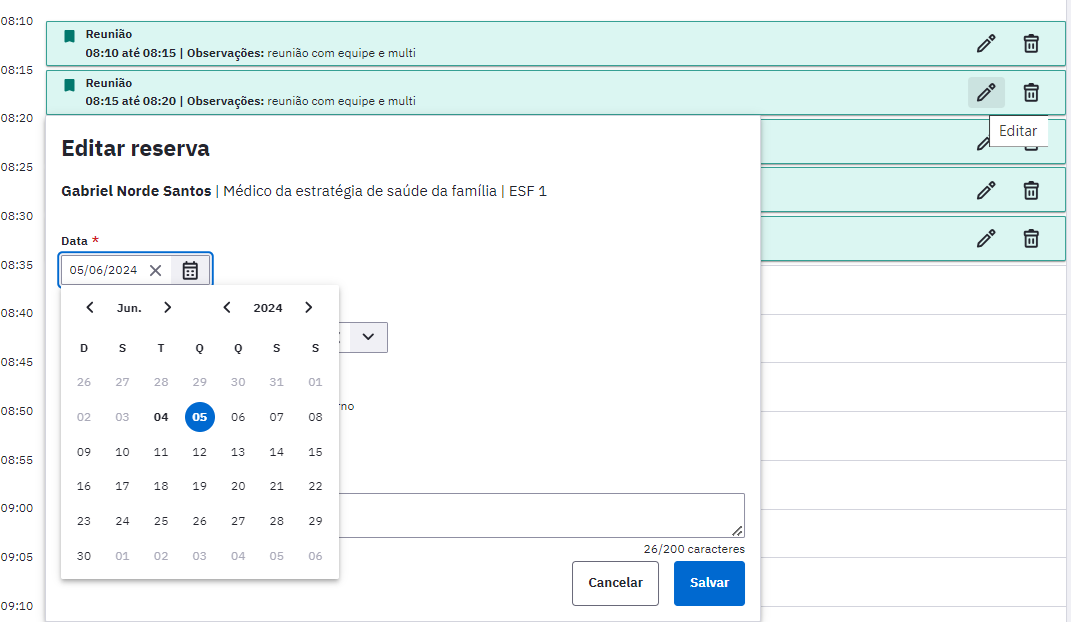 08:10
Reunião
08:10 até 08:15 | Observações: reunião com equipe e multi
08:15
Reunião
08:15 até 08:20 | Observações: reunião com equipe e multi
08:20
Editar
Editar reserva
08:25
Gabriel Norde Santos | Médico da estratégia de saúde da família | ESF 1
08:30
Data *
08:35
05/06/2024
Jun. 2024
08:40
D S T Q Q S S
08:45
26 27 28 29 30 31 01
08:50
02 03 04 05 06 07 08
08:55
09 10 11 12 13 14 15
16 17 18 19 20 21 22
09:00
23 24 25 26 27 28 29
26/200 caracteres
09:05
30 01 02 03 04 05 06
Cancelar Salvar
09:10